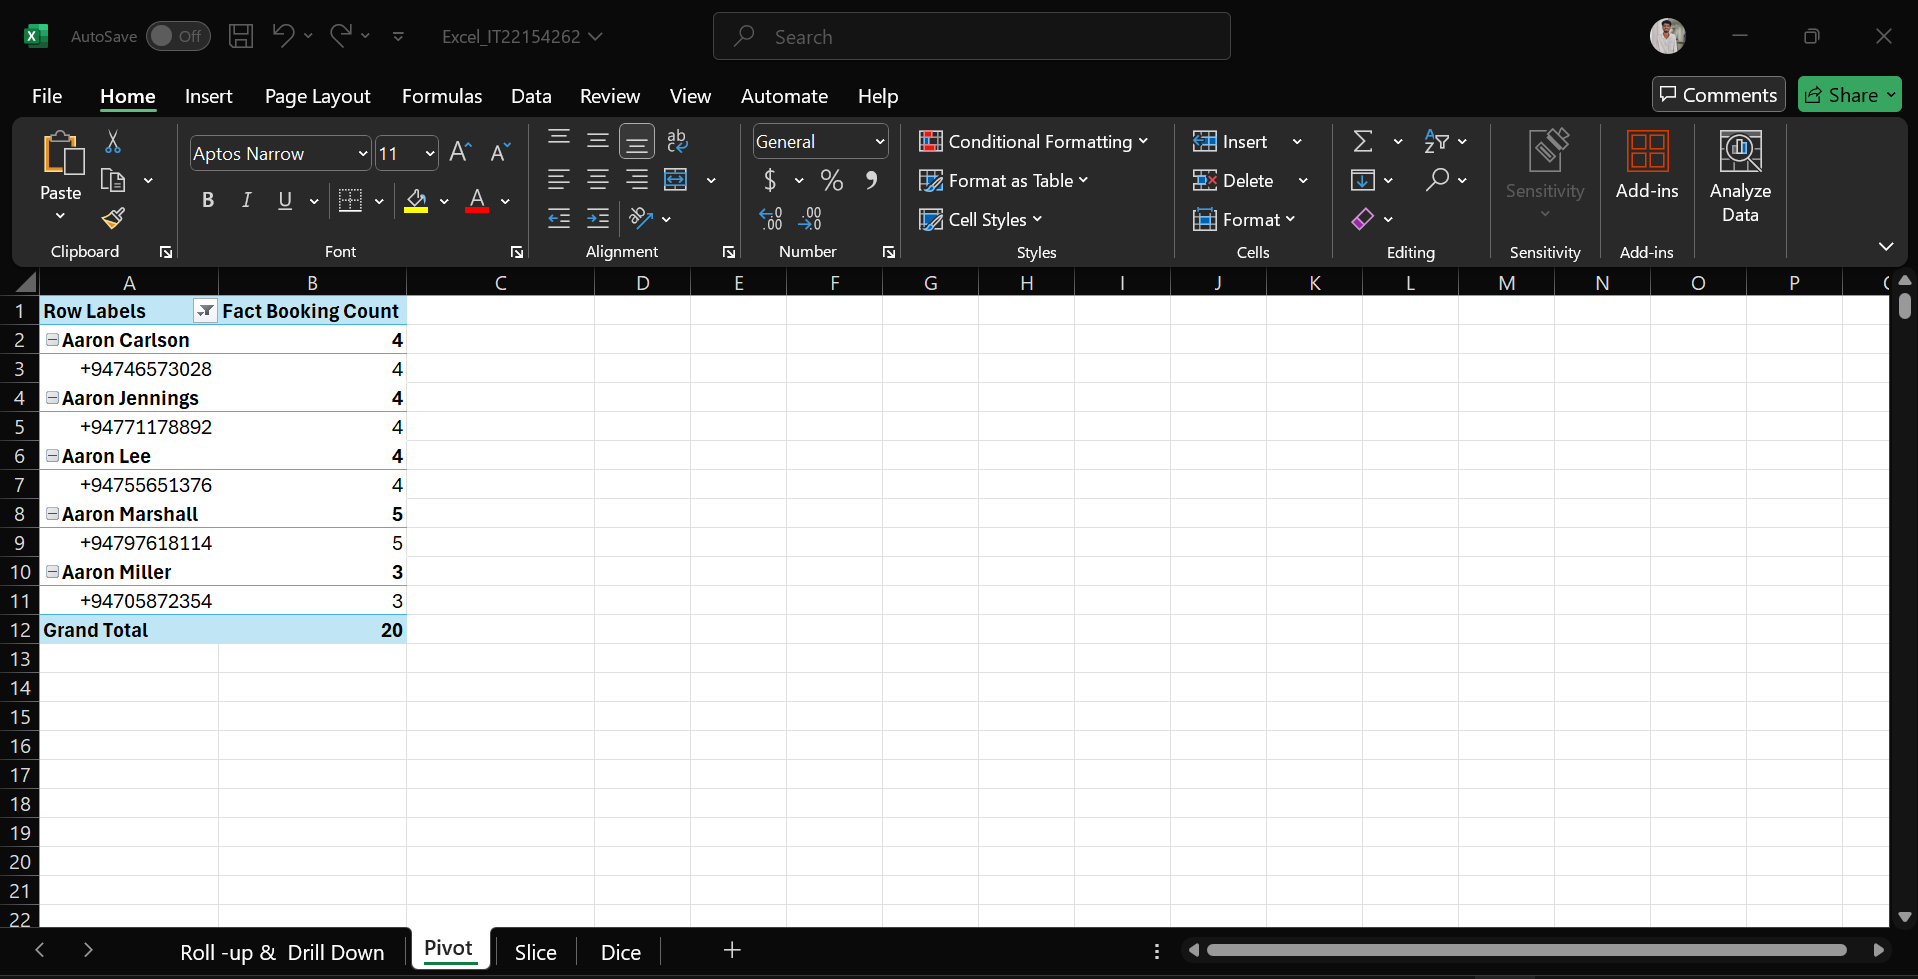 AutoSave Off Excel_IT22154262 Search
File Home Insert Page Layout Formulas Data Review View Automate Help Comments Share
Paste
Clipboard
Aptos Narrow 11
B I U A
Font
ab
Alignment
General
$ % 9
Number
Conditional Formatting
Format as Table
Cell Styles
Styles
Insert
Delete
Format
Cells
Editing
Sensitivity
Sensitivity
Add-ins
Add-ins
Analyze
Data
A B C D E F G H I J K L M N O P
1 Row Labels Fact Booking Count
2 Aaron Carlson 4
3 +94746573028 4
4 Aaron Jennings 4
5 +94771178892 4
6 Aaron Lee 4
7 +94755651376 4
8 Aaron Marshall 5
9 +94797618114 5
10 Aaron Miller 3
11 +94705872354 3
12 Grand Total 20
13
14
15
16
17
18
19
20
21
22
Roll -up & Drill Down Pivot Slice Dice +